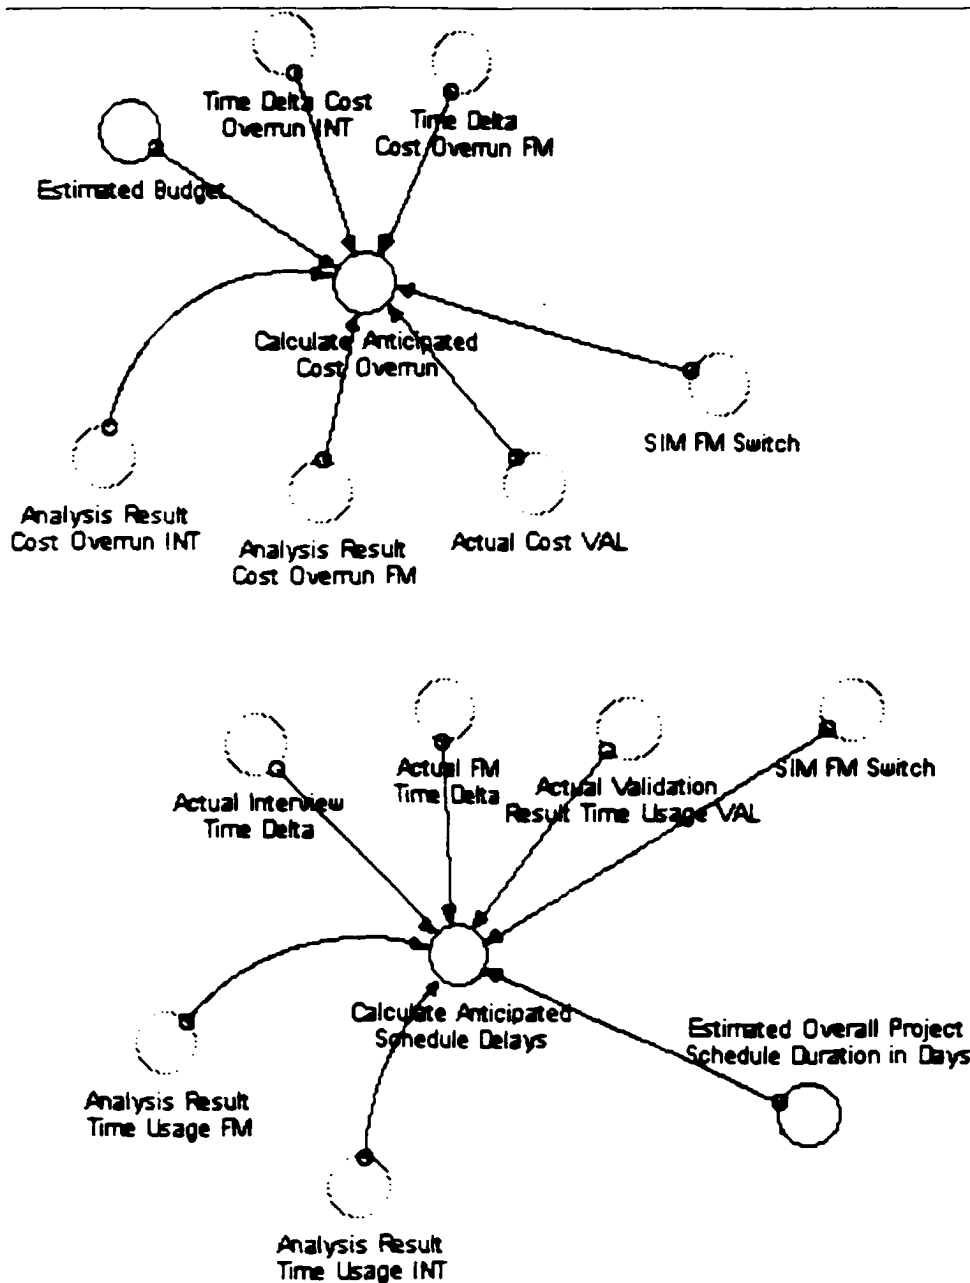 Time Delta Cost
Overrun INT
Time Delta
Cost Overrun FM
Estimated Budget
Calculate Anticipated
Cost Overrun
SIM FM Switch
Analysis Result
Cost Overrun INT
Analysis Result
Cost Overrun FM
Actual Cost VAL
Actual Interview
Time Delta
Actual FM
Time Delta
Actual Validation
Result Time Usage VAL
SIM FM Switch
Calculate Anticipated
Schedule Delays
Estimated Overall Project
Schedule Duration in Days
Analysis Result
Time Usage FM
Analysis Result
Time Usage INT